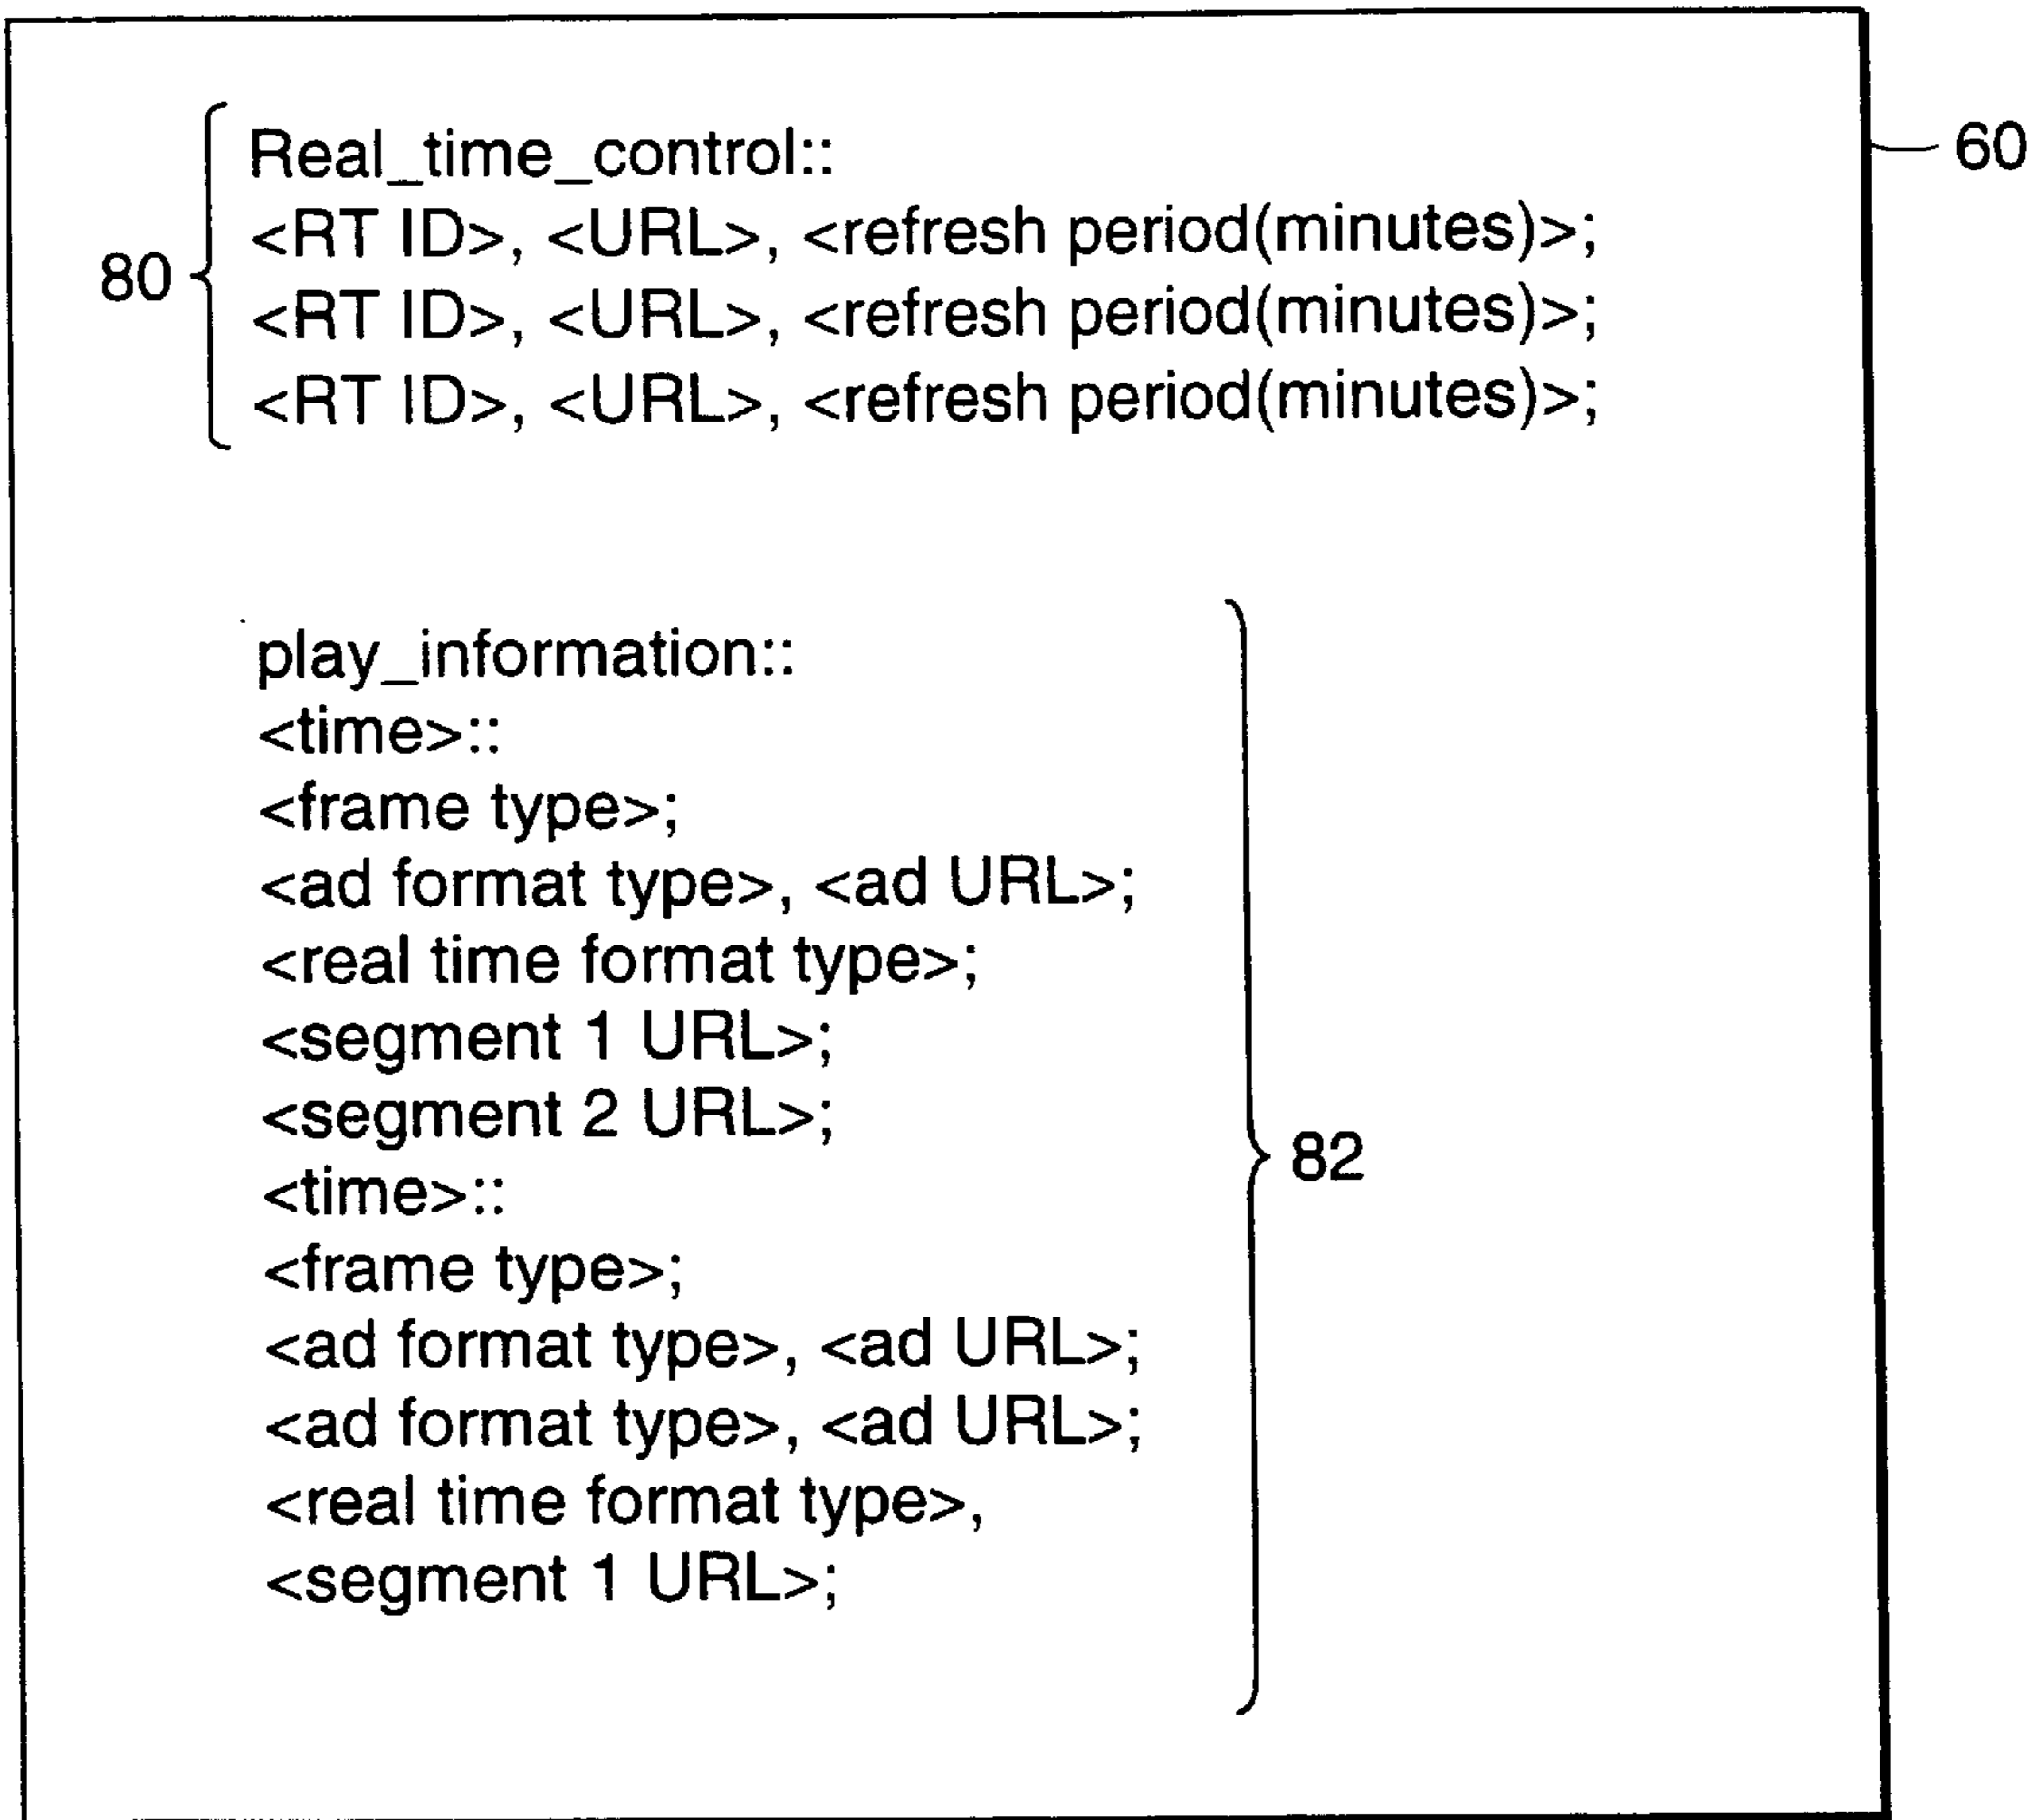 Real_time_control::
60
<RT ID>, <URL>, <refresh period(minutes)>;
80
<RT ID>, <URL>, <refresh period(minutes)>;
<RT ID>, <URL>, <refresh period(minutes)>;
play_information::
<time>::
<frame type>;
<ad format type>, <ad URL>;
<real time format type>;
<segment 1 URL>;
<segment 2 URL>;
82
<time>::
<frame type>;
<ad format type>, <ad URL>;
<ad format type>, <ad URL>;
<real time format type>,
<segment 1 URL>;